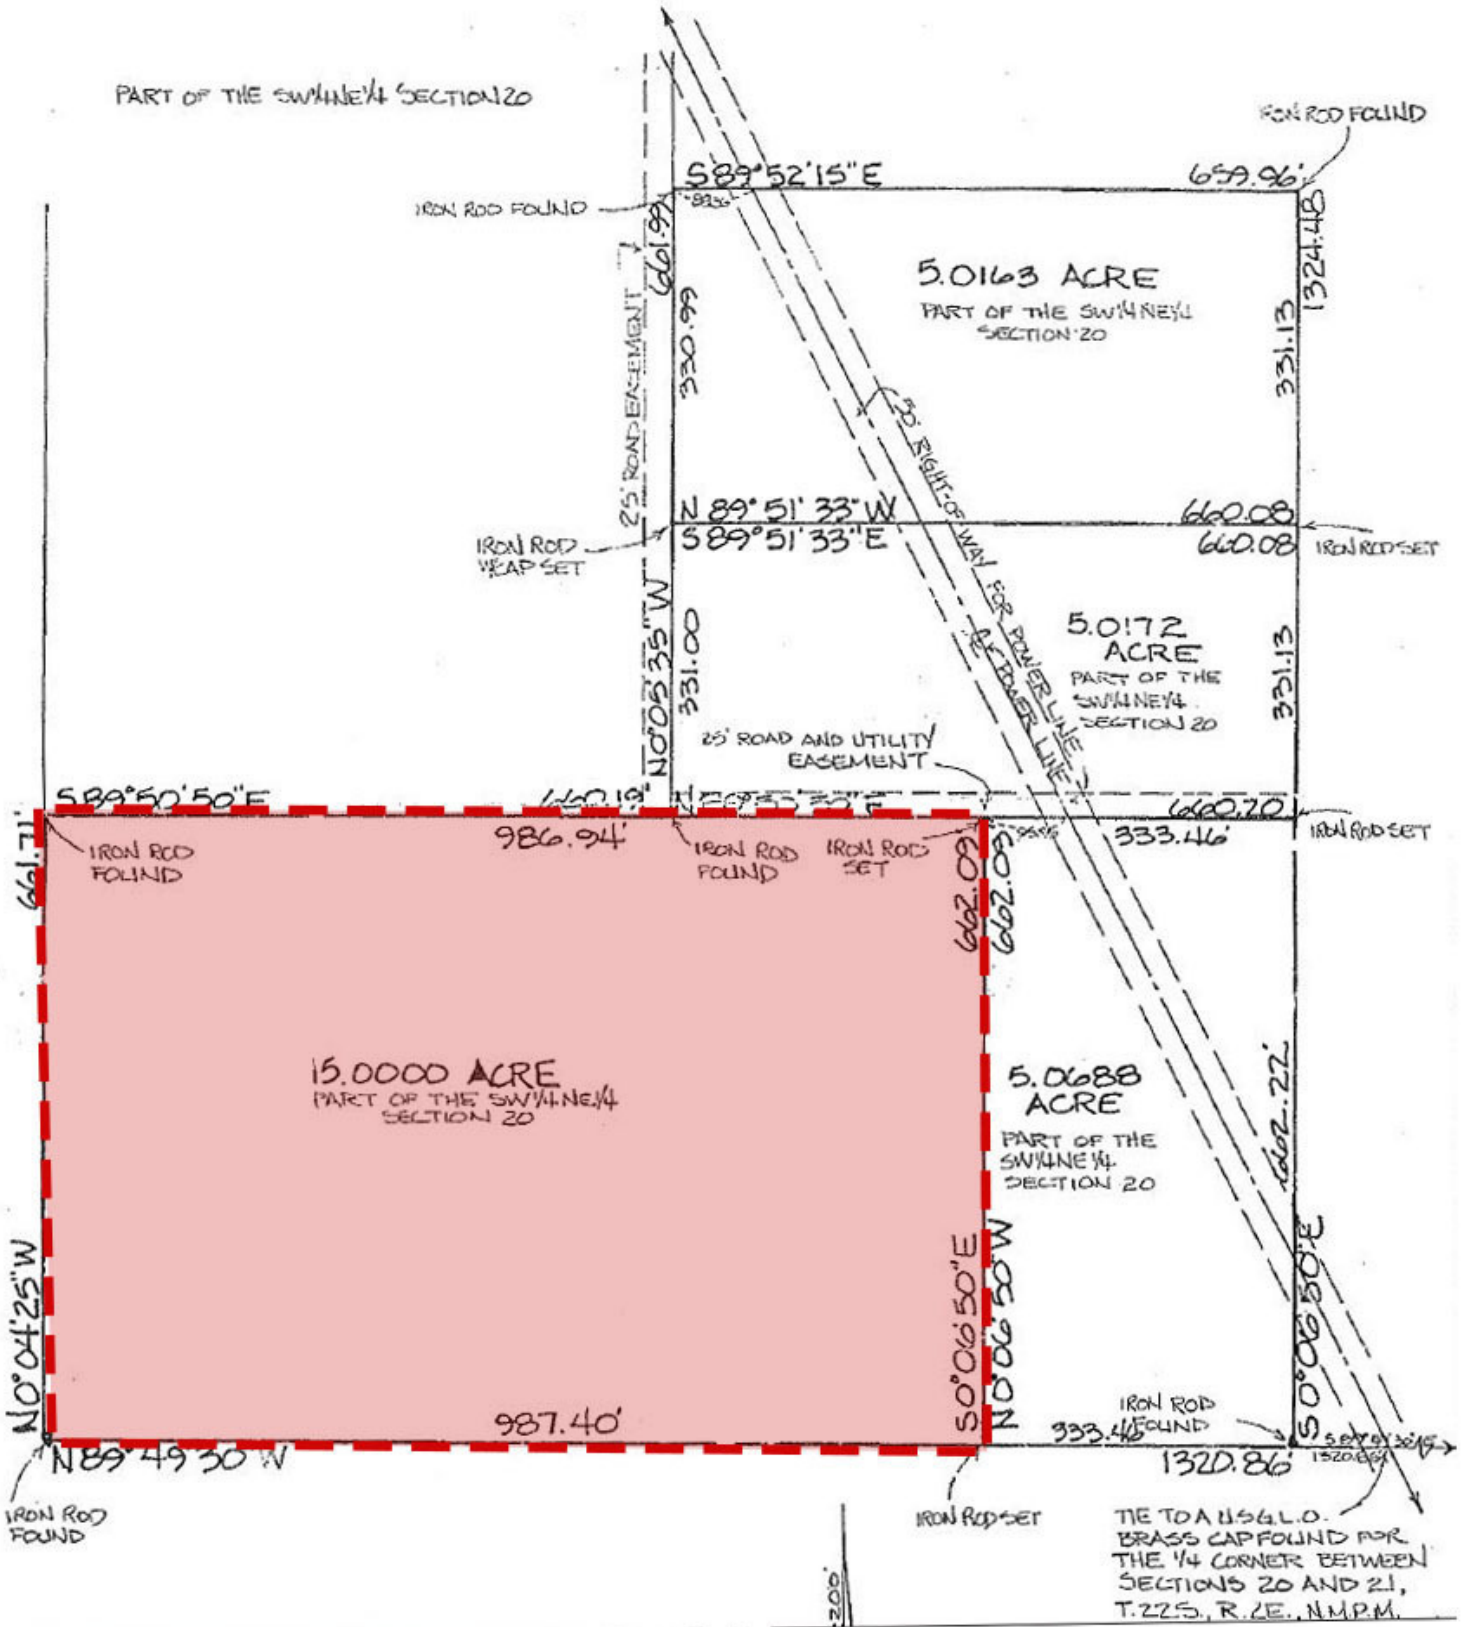 PART OF THE SW¼NE¼ SECTION 20
ROD FOUND
S89°52'15"E
659.96'
IRON ROD FOUND
661.99
1324.48
5.0163 ACRE
PART OF THE SW¼NE¼
SECTION 20
25' ROAD EASEMENT
330.99
331.13
50' RIGHT-OF WAY FOR POWER LINE
N 89°51'33"W
660.08
S 89°51'33"E
660.08
IRON ROD
W/CAP SET
IRON ROD SET
N0°05'35"W
331.00
5.0172
ACRE
PART OF THE
SW¼NE¼
SECTION 20
331.13
POWER LINE
25' ROAD AND UTILITY
EASEMENT
S89°50'50"E
660.19'
660.20
661.71'
986.94'
333.46'
IRON ROD SET
IRON ROD
FOUND
IRON ROD
FOUND
IRON ROD
SET
662.09
662.09
15.0000 ACRE
PART OF THE SW¼NE¼
SECTION 20
5.0688
ACRE
PART OF THE
SW¼NE¼
SECTION 20
662.22'
N0°04'25"W
S0°06'50"E
N0°06'50"W
S0°06'50"E
987.40'
IRON ROD
FOUND
333.46
N89°49'30"W
1320.86'
IRON ROD
FOUND
IRON ROD SET
TIE TO A U.S.G.L.O.
BRASS CAP FOUND FOR
THE ¼ CORNER BETWEEN
SECTIONS 20 AND 21,
T.22S., R.2E., N.M.P.M.
200'